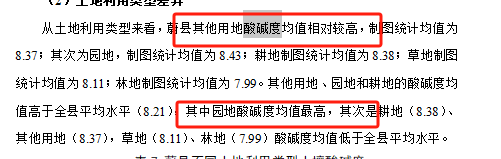 （2）土地利用类型差异
从土地利用类型来看，蔚县其他用地酸碱度均值相对较高，制图统计均值为
8.37；其次为园地，制图统计均值为 8.43；耕地制图统计均值为 8.38；草地制图
统计均值为 8.11；林地制图统计均值为 7.99。其他用地、园地和耕地的酸碱度均
值高于全县平均水平（8.21），其中园地酸碱度均值最高，其次是耕地（8.38）、
其他用地（8.37），草地（8.11）、林地（7.99）酸碱度均值低于全县平均水平。